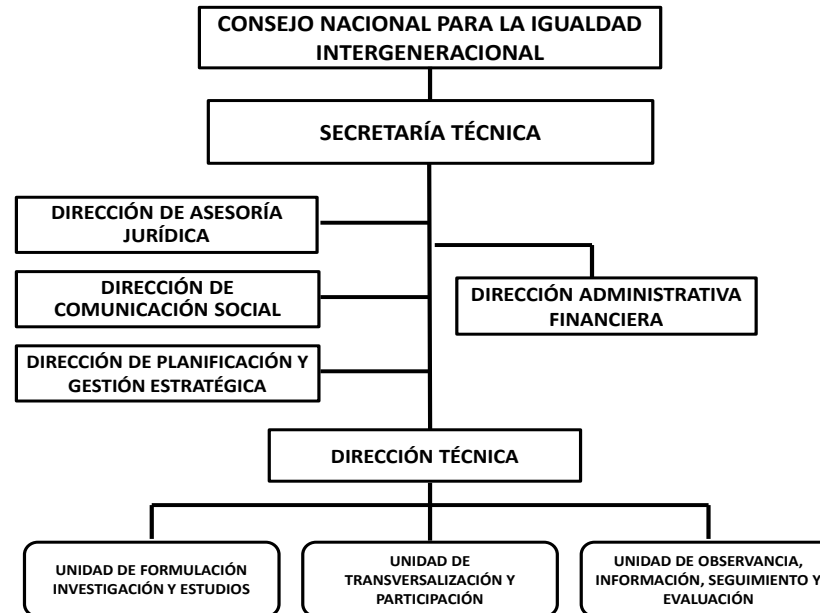 CONSEJO NACIONAL PARA LA IGUALDAD
INTERGENERACIONAL
SECRETARÍA TÉCNICA
DIRECCIÓN DE ASESORÍA
JURÍDICA
DIRECCIÓN DE
COMUNICACIÓN SOCIAL
DIRECCIÓN ADMINISTRATIVA
FINANCIERA
DIRECCIÓN DE PLANIFICACIÓN Y
GESTIÓN ESTRATÉGICA
DIRECCIÓN TÉCNICA
UNIDAD DE FORMULACIÓN
INVESTIGACIÓN Y ESTUDIOS
UNIDAD DE
TRANSVERSALIZACIÓN Y
PARTICIPACIÓN
UNIDAD DE OBSERVANCIA,
INFORMACIÓN, SEGUIMIENTO Y
EVALUACIÓN